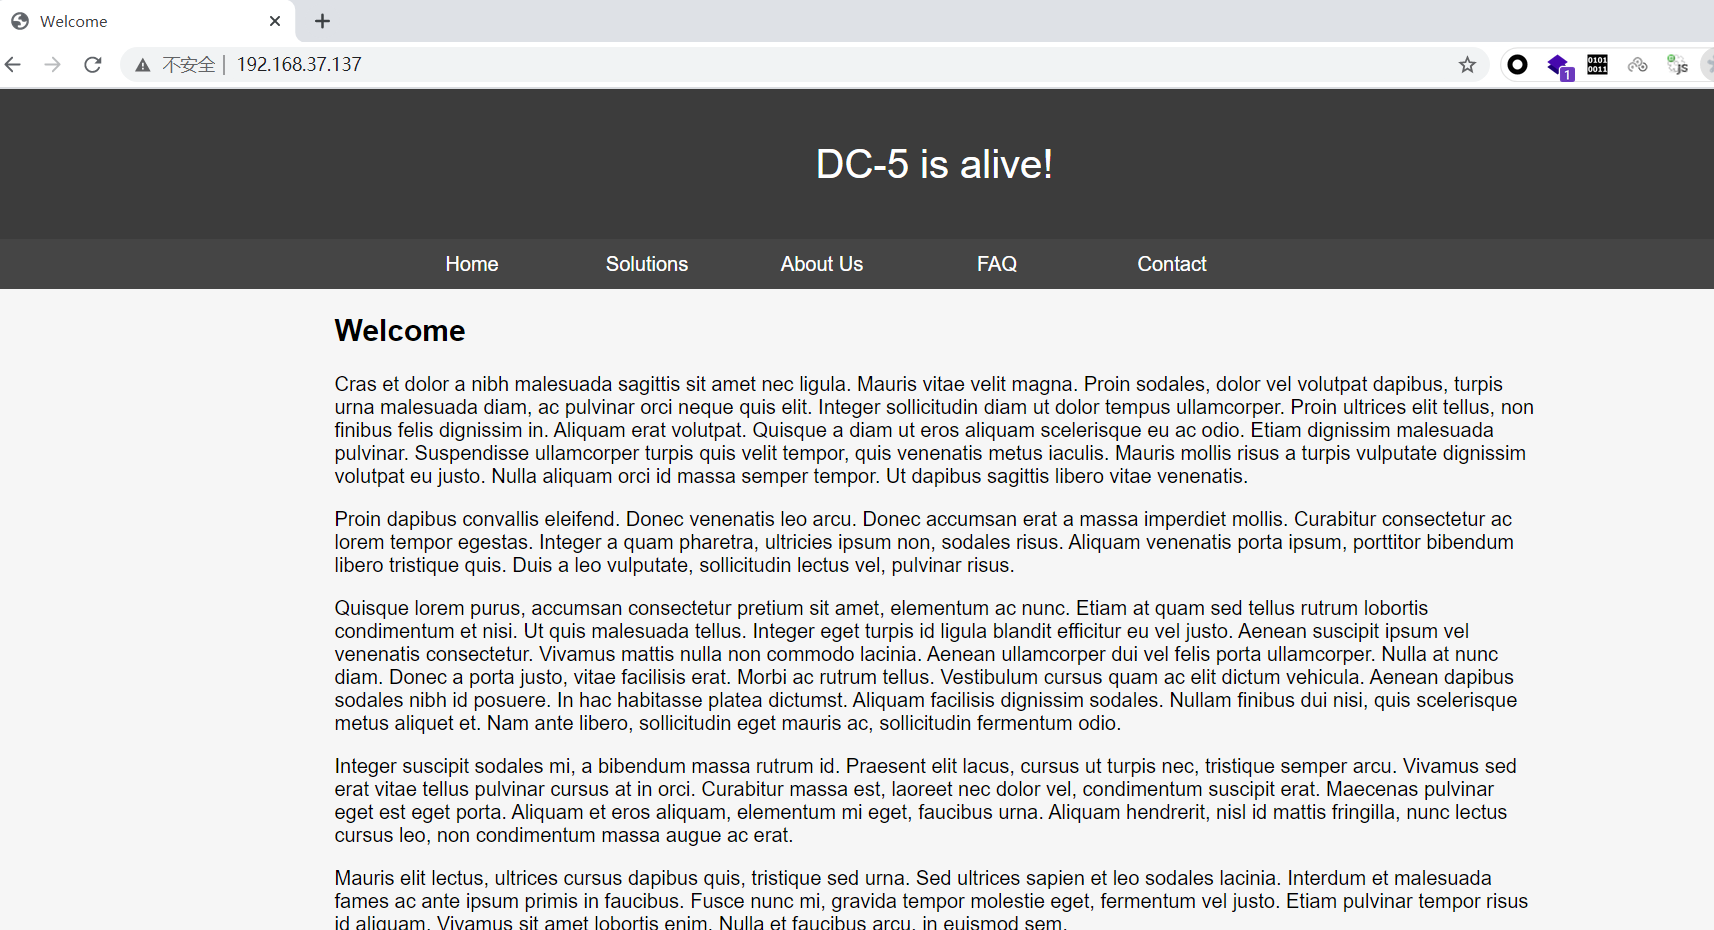 Welcome
不安全 | 192.168.37.137
1
0101
0011
JS
DC-5 is alive!
Home Solutions About Us FAQ Contact
Welcome
Cras et dolor a nibh malesuada sagittis sit amet nec ligula. Mauris vitae velit magna. Proin sodales, dolor vel volutpat dapibus, turpis
urna malesuada diam, ac pulvinar orci neque quis elit. Integer sollicitudin diam ut dolor tempus ullamcorper. Proin ultrices elit tellus, non
finibus felis dignissim in. Aliquam erat volutpat. Quisque a diam ut eros aliquam scelerisque eu ac odio. Etiam dignissim malesuada
pulvinar. Suspendisse ullamcorper turpis quis velit tempor, quis venenatis metus iaculis. Mauris mollis risus a turpis vulputate dignissim
volutpat eu justo. Nulla aliquam orci id massa semper tempor. Ut dapibus sagittis libero vitae venenatis.
Proin dapibus convallis eleifend. Donec venenatis leo arcu. Donec accumsan erat a massa imperdiet mollis. Curabitur consectetur ac
lorem tempor egestas. Integer a quam pharetra, ultricies ipsum non, sodales risus. Aliquam venenatis porta ipsum, porttitor bibendum
libero tristique quis. Duis a leo vulputate, sollicitudin lectus vel, pulvinar risus.
Quisque lorem purus, accumsan consectetur pretium sit amet, elementum ac nunc. Etiam at quam sed tellus rutrum lobortis
condimentum et nisi. Ut quis malesuada tellus. Integer eget turpis id ligula blandit efficitur eu vel justo. Aenean suscipit ipsum vel
venenatis consectetur. Vivamus mattis nulla non commodo lacinia. Aenean ullamcorper dui vel felis porta ullamcorper. Nulla at nunc
diam. Donec a porta justo, vitae facilisis erat. Morbi ac rutrum tellus. Vestibulum cursus quam ac elit dictum vehicula. Aenean dapibus
sodales nibh id posuere. In hac habitasse platea dictumst. Aliquam facilisis dignissim sodales. Nullam finibus dui nisi, quis scelerisque
metus aliquet et. Nam ante libero, sollicitudin eget mauris ac, sollicitudin fermentum odio.
Integer suscipit sodales mi, a bibendum massa rutrum id. Praesent elit lacus, cursus ut turpis nec, tristique semper arcu. Vivamus sed
erat vitae tellus pulvinar cursus at in orci. Curabitur massa est, laoreet nec dolor vel, condimentum suscipit erat. Maecenas pulvinar
eget est eget porta. Aliquam et eros aliquam, elementum mi eget, faucibus urna. Aliquam hendrerit, nisl id mattis fringilla, nunc lectus
cursus leo, non condimentum massa augue ac erat.
Mauris elit lectus, ultrices cursus dapibus quis, tristique sed urna. Sed ultrices sapien et leo sodales lacinia. Interdum et malesuada
fames ac ante ipsum primis in faucibus. Fusce nunc mi, gravida tempor molestie eget, fermentum vel justo. Etiam pulvinar tempor risus
id aliquam. Vivamus sit amet lobortis enim. Nulla et faucibus arcu, in euismod sem.